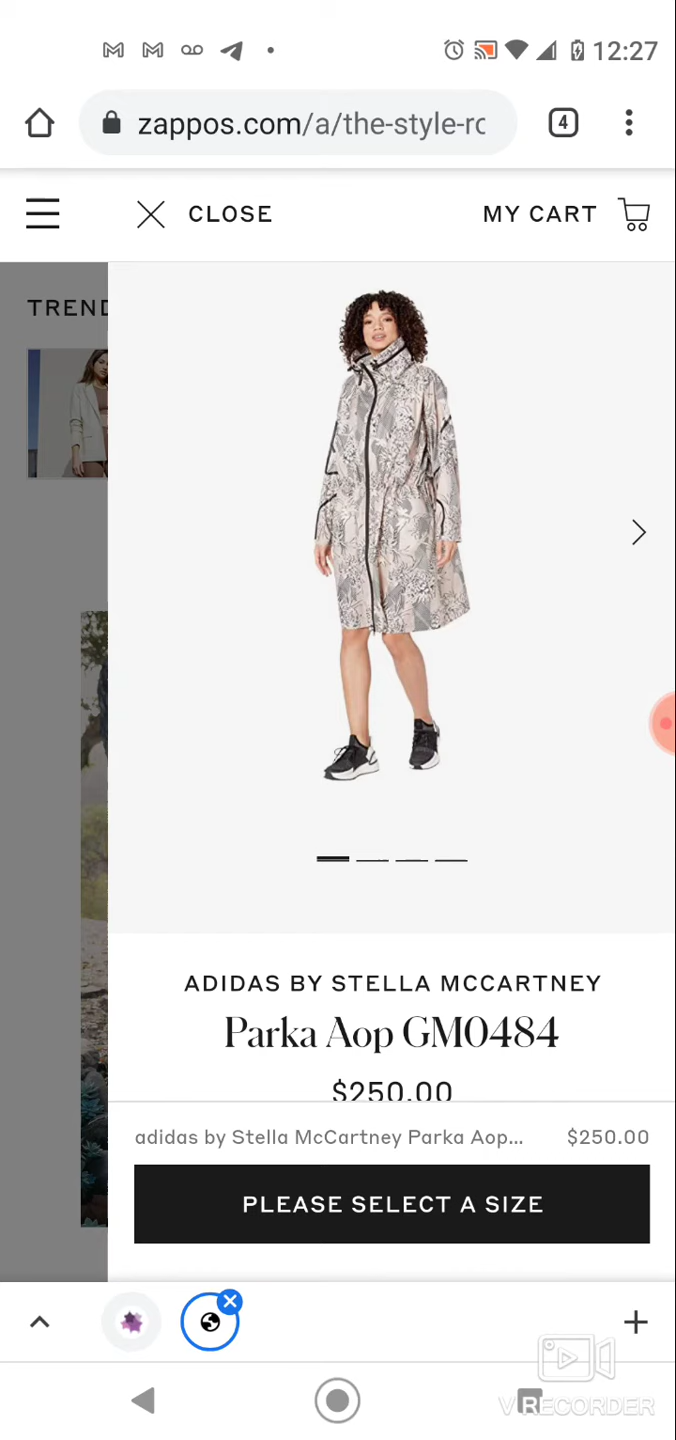 12:27
zappos.com/a/the-style-rc
4
CLOSE
MY CART
TREND
ADIDAS BY STELLA MCCARTNEY
Parka Aop GM0484
$250.00
adidas by Stella McCartney Parka Aop... $250.00
PLEASE SELECT A SIZE
VRECORDER